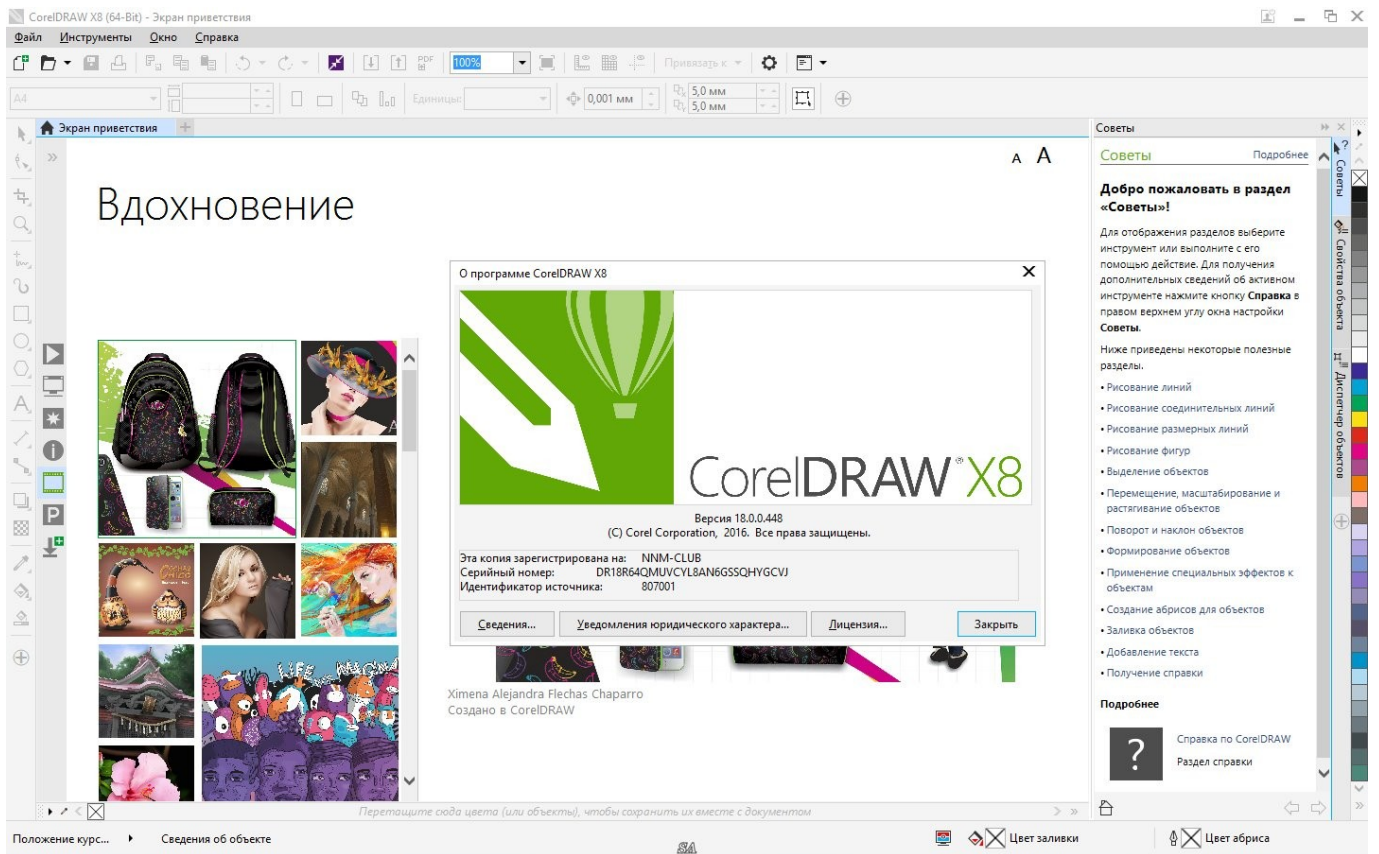 CorelDRAW X8 (64-Bit) - Экран приветствия
Файл Инструменты Окно Справка
PDF 100% Привязать к
A4 Единицы: 0,001 мм 5,0 мм
5,0 мм
Экран приветствия
A A
Вдохновение
О программе CorelDRAW X8
CorelDRAW® X8
Версия 18.0.0.448
(C) Corel Corporation, 2016. Все права защищены.
Эта копия зарегистрирована на: NNM-CLUB
Серийный номер: DR18R64QMUVCYL8AN6GSSQHYGCVJ
Идентификатор источника: 807001
Сведения... Уведомления юридического характера... Лицензия... Закрыть
Ximena Alejandra Flechas Chaparro
Создано в CorelDRAW
Советы
Советы Подробнее
Добро пожаловать в раздел
«Советы»!
Для отображения разделов выберите
инструмент или выполните с его
помощью действие. Для получения
дополнительных сведений об активном
инструменте нажмите кнопку Справка в
правом верхнем углу окна настройки
Советы.
Ниже приведены некоторые полезные
разделы.
• Рисование линий
• Рисование соединительных линий
• Рисование размерных линий
• Рисование фигур
• Выделение объектов
• Перемещение, масштабирование и
растягивание объектов
• Поворот и наклон объектов
• Формирование объектов
• Применение специальных эффектов к
объектам
• Создание абрисов для объектов
• Заливка объектов
• Добавление текста
• Получение справки
Подробнее
Справка по CorelDRAW
Раздел справки
Советы
Свойства объекта
Диспетчер объектов
Перетащите сюда цвета (или объекты), чтобы сохранить их вместе с документом
Положение курс... Сведения об объекте SA Цвет заливки Цвет абриса